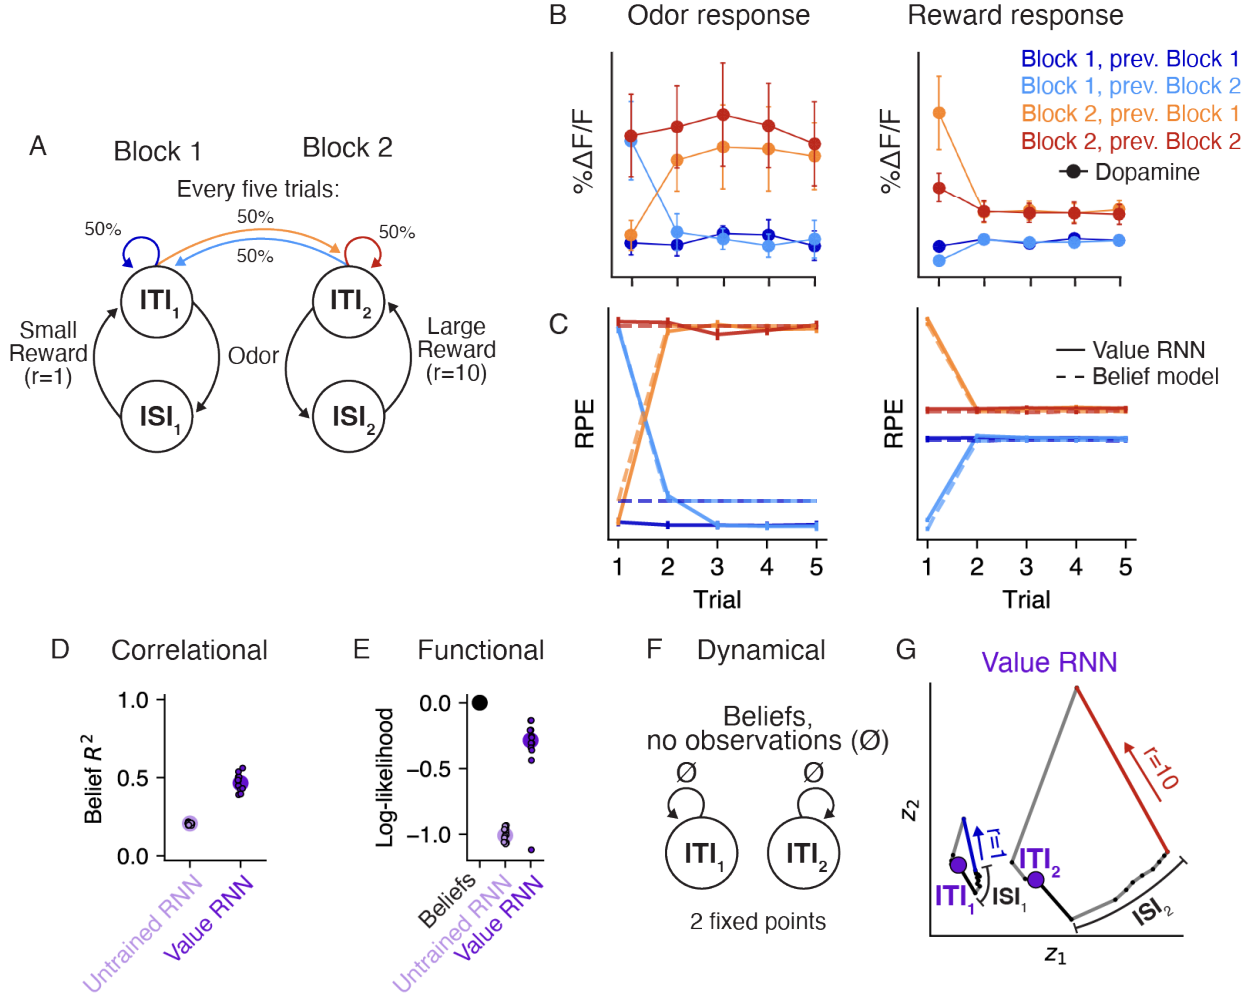 A
Block 1
Block 2
Every five trials:
50%
50%
50%
50%
ITI1
ITI2
Small
Reward
(r=1)
Odor
Large
Reward
(r=10)
ISI1
ISI2
B
Odor response
Reward response
%ΔF/F
%ΔF/F
Block 1, prev. Block 1
Block 1, prev. Block 2
Block 2, prev. Block 1
Block 2, prev. Block 2
Dopamine
C
RPE
RPE
Value RNN
Belief model
1 2 3 4 5
Trial
1 2 3 4 5
Trial
D
Correlational
Belief R²
1.0
0.5
0.0
Untrained RNN
Value RNN
E
Functional
Log-likelihood
0.0
−0.5
−1.0
Beliefs
Untrained RNN
Value RNN
F
Dynamical
Beliefs,
no observations (Ø)
Ø
Ø
ITI1
ITI2
2 fixed points
G
Value RNN
z2
z1
r=10
r=1
ITI2
ITI1
ISI1
ISI2